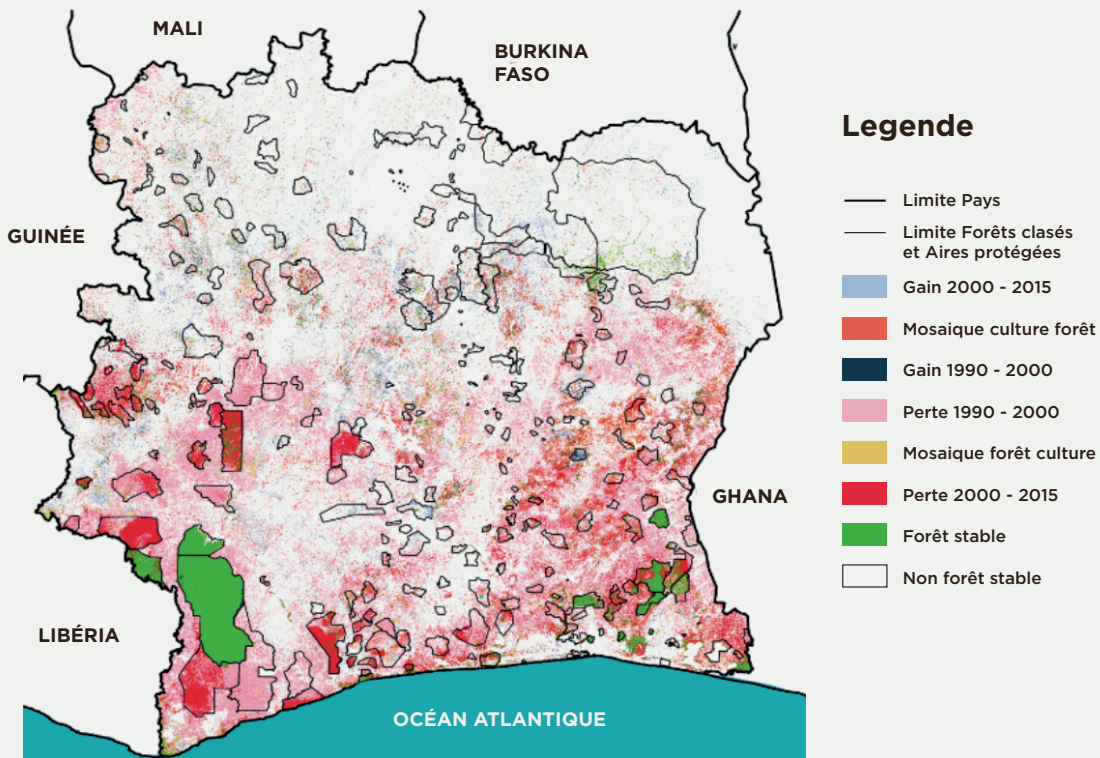 MALI
BURKINA
FASO
GUINÉE
GHANA
LIBÉRIA
OCÉAN ATLANTIQUE
Legende
Limite Pays
Limite Forêts clasés
et Aires protégées
Gain 2000 - 2015
Mosaique culture forêt
Gain 1990 - 2000
Perte 1990 - 2000
Mosaique forêt culture
Perte 2000 - 2015
Forêt stable
Non forêt stable